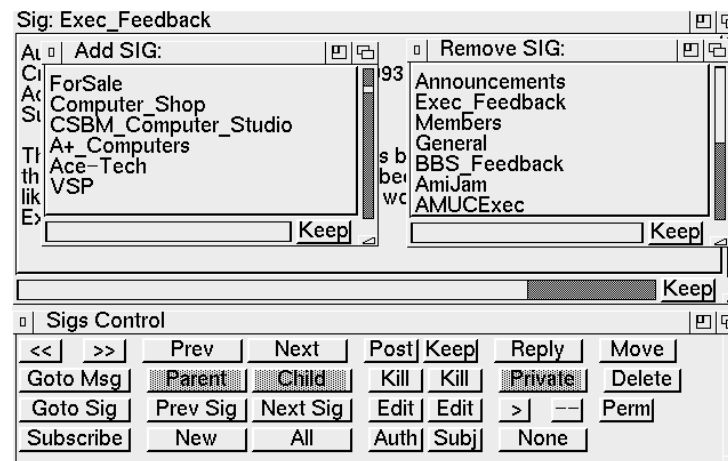 Sig: Exec_Feedback
Add SIG:
ForSale
Computer_Shop
CSBM_Computer_Studio
A+_Computers
Ace-Tech
VSP
Keep
Remove SIG:
Announcements
Exec_Feedback
Members
General
BBS_Feedback
AmiJam
AMUCExec
Keep
Keep
Sigs Control
<< >> Prev Next Post Keep Reply Move
Goto Msg Parent Child Kill Kill Private Delete
Goto Sig Prev Sig Next Sig Edit Edit > -- Perm
Subscribe New All Auth Subj None